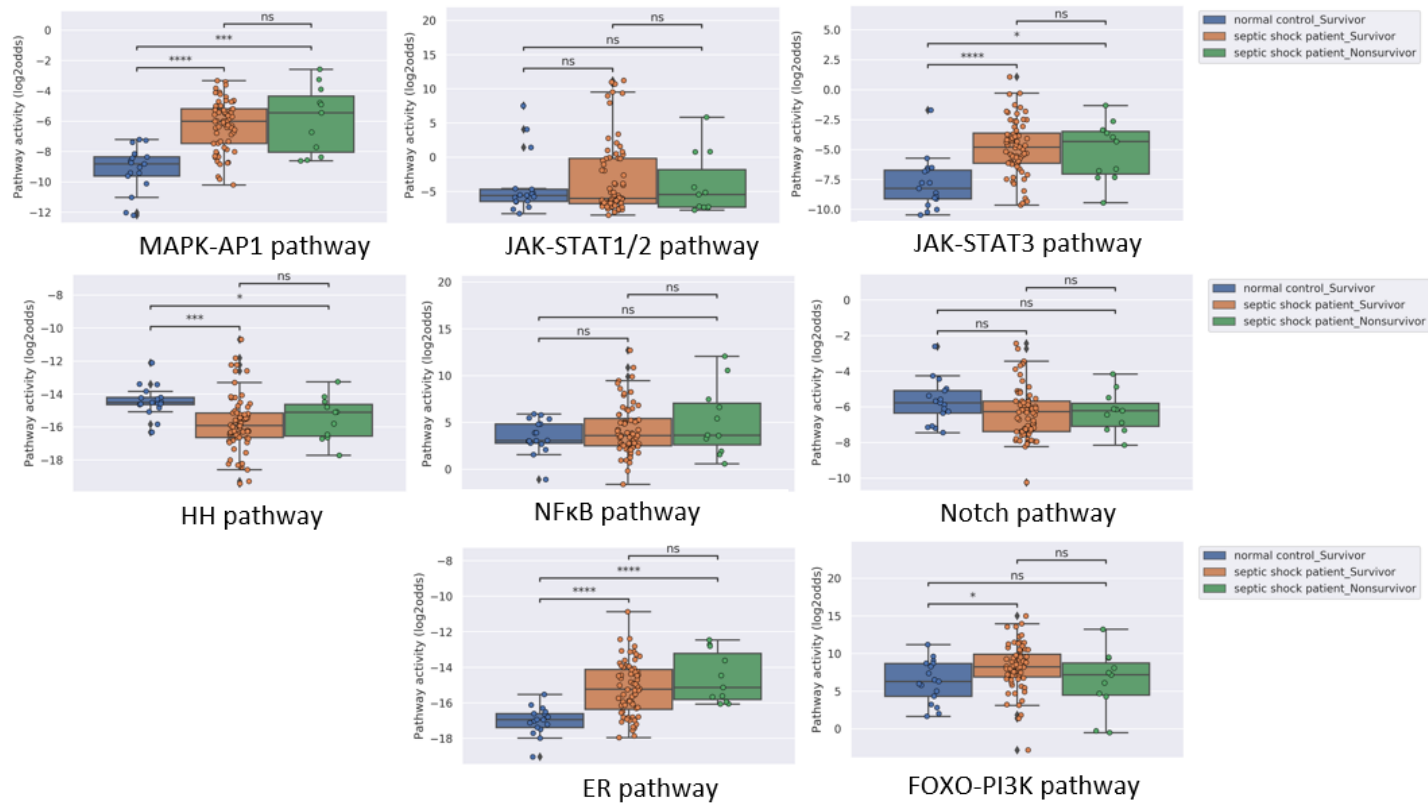 ns
***
****
Pathway activity (log2odds)
0
−2
−4
−6
−8
−10
−12
MAPK-AP1 pathway
ns
ns
ns
Pathway activity (log2odds)
20
15
10
5
0
−5
JAK-STAT1/2 pathway
ns
*
****
Pathway activity (log2odds)
5.0
2.5
0.0
−2.5
−5.0
−7.5
−10.0
JAK-STAT3 pathway
normal control_Survivor
septic shock patient_Survivor
septic shock patient_Nonsurvivor
ns
*
***
Pathway activity (log2odds)
−8
−10
−12
−14
−16
−18
HH pathway
ns
ns
ns
Pathway activity (log2odds)
20
15
10
5
0
NFκB pathway
ns
ns
ns
Pathway activity (log2odds)
0
−2
−4
−6
−8
−10
Notch pathway
normal control_Survivor
septic shock patient_Survivor
septic shock patient_Nonsurvivor
ns
****
****
Pathway activity (log2odds)
−8
−10
−12
−14
−16
−18
ER pathway
ns
ns
*
Pathway activity (log2odds)
20
15
10
5
0
FOXO-PI3K pathway
normal control_Survivor
septic shock patient_Survivor
septic shock patient_Nonsurvivor